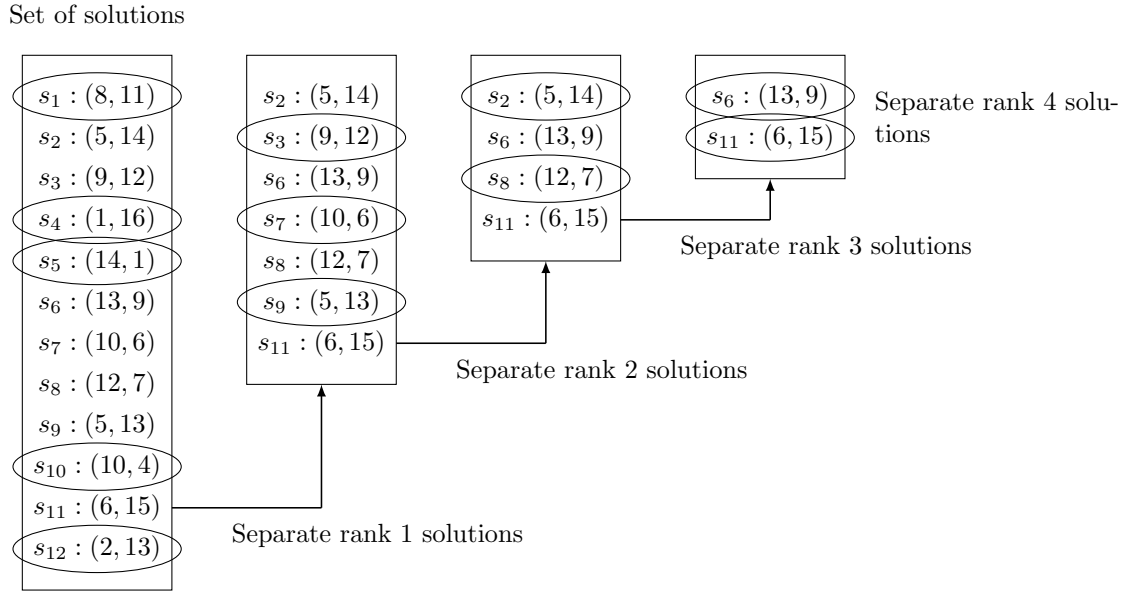 Set of solutions
s₁ : (8, 11)
s₂ : (5, 14)
s₃ : (9, 12)
s₄ : (1, 16)
s₅ : (14, 1)
s₆ : (13, 9)
s₇ : (10, 6)
s₈ : (12, 7)
s₉ : (5, 13)
s₁₀ : (10, 4)
s₁₁ : (6, 15)
s₁₂ : (2, 13)
Separate rank 1 solutions
s₂ : (5, 14)
s₃ : (9, 12)
s₆ : (13, 9)
s₇ : (10, 6)
s₈ : (12, 7)
s₉ : (5, 13)
s₁₁ : (6, 15)
Separate rank 2 solutions
s₂ : (5, 14)
s₆ : (13, 9)
s₈ : (12, 7)
s₁₁ : (6, 15)
Separate rank 3 solutions
s₆ : (13, 9)
s₁₁ : (6, 15)
Separate rank 4 solu-
tions